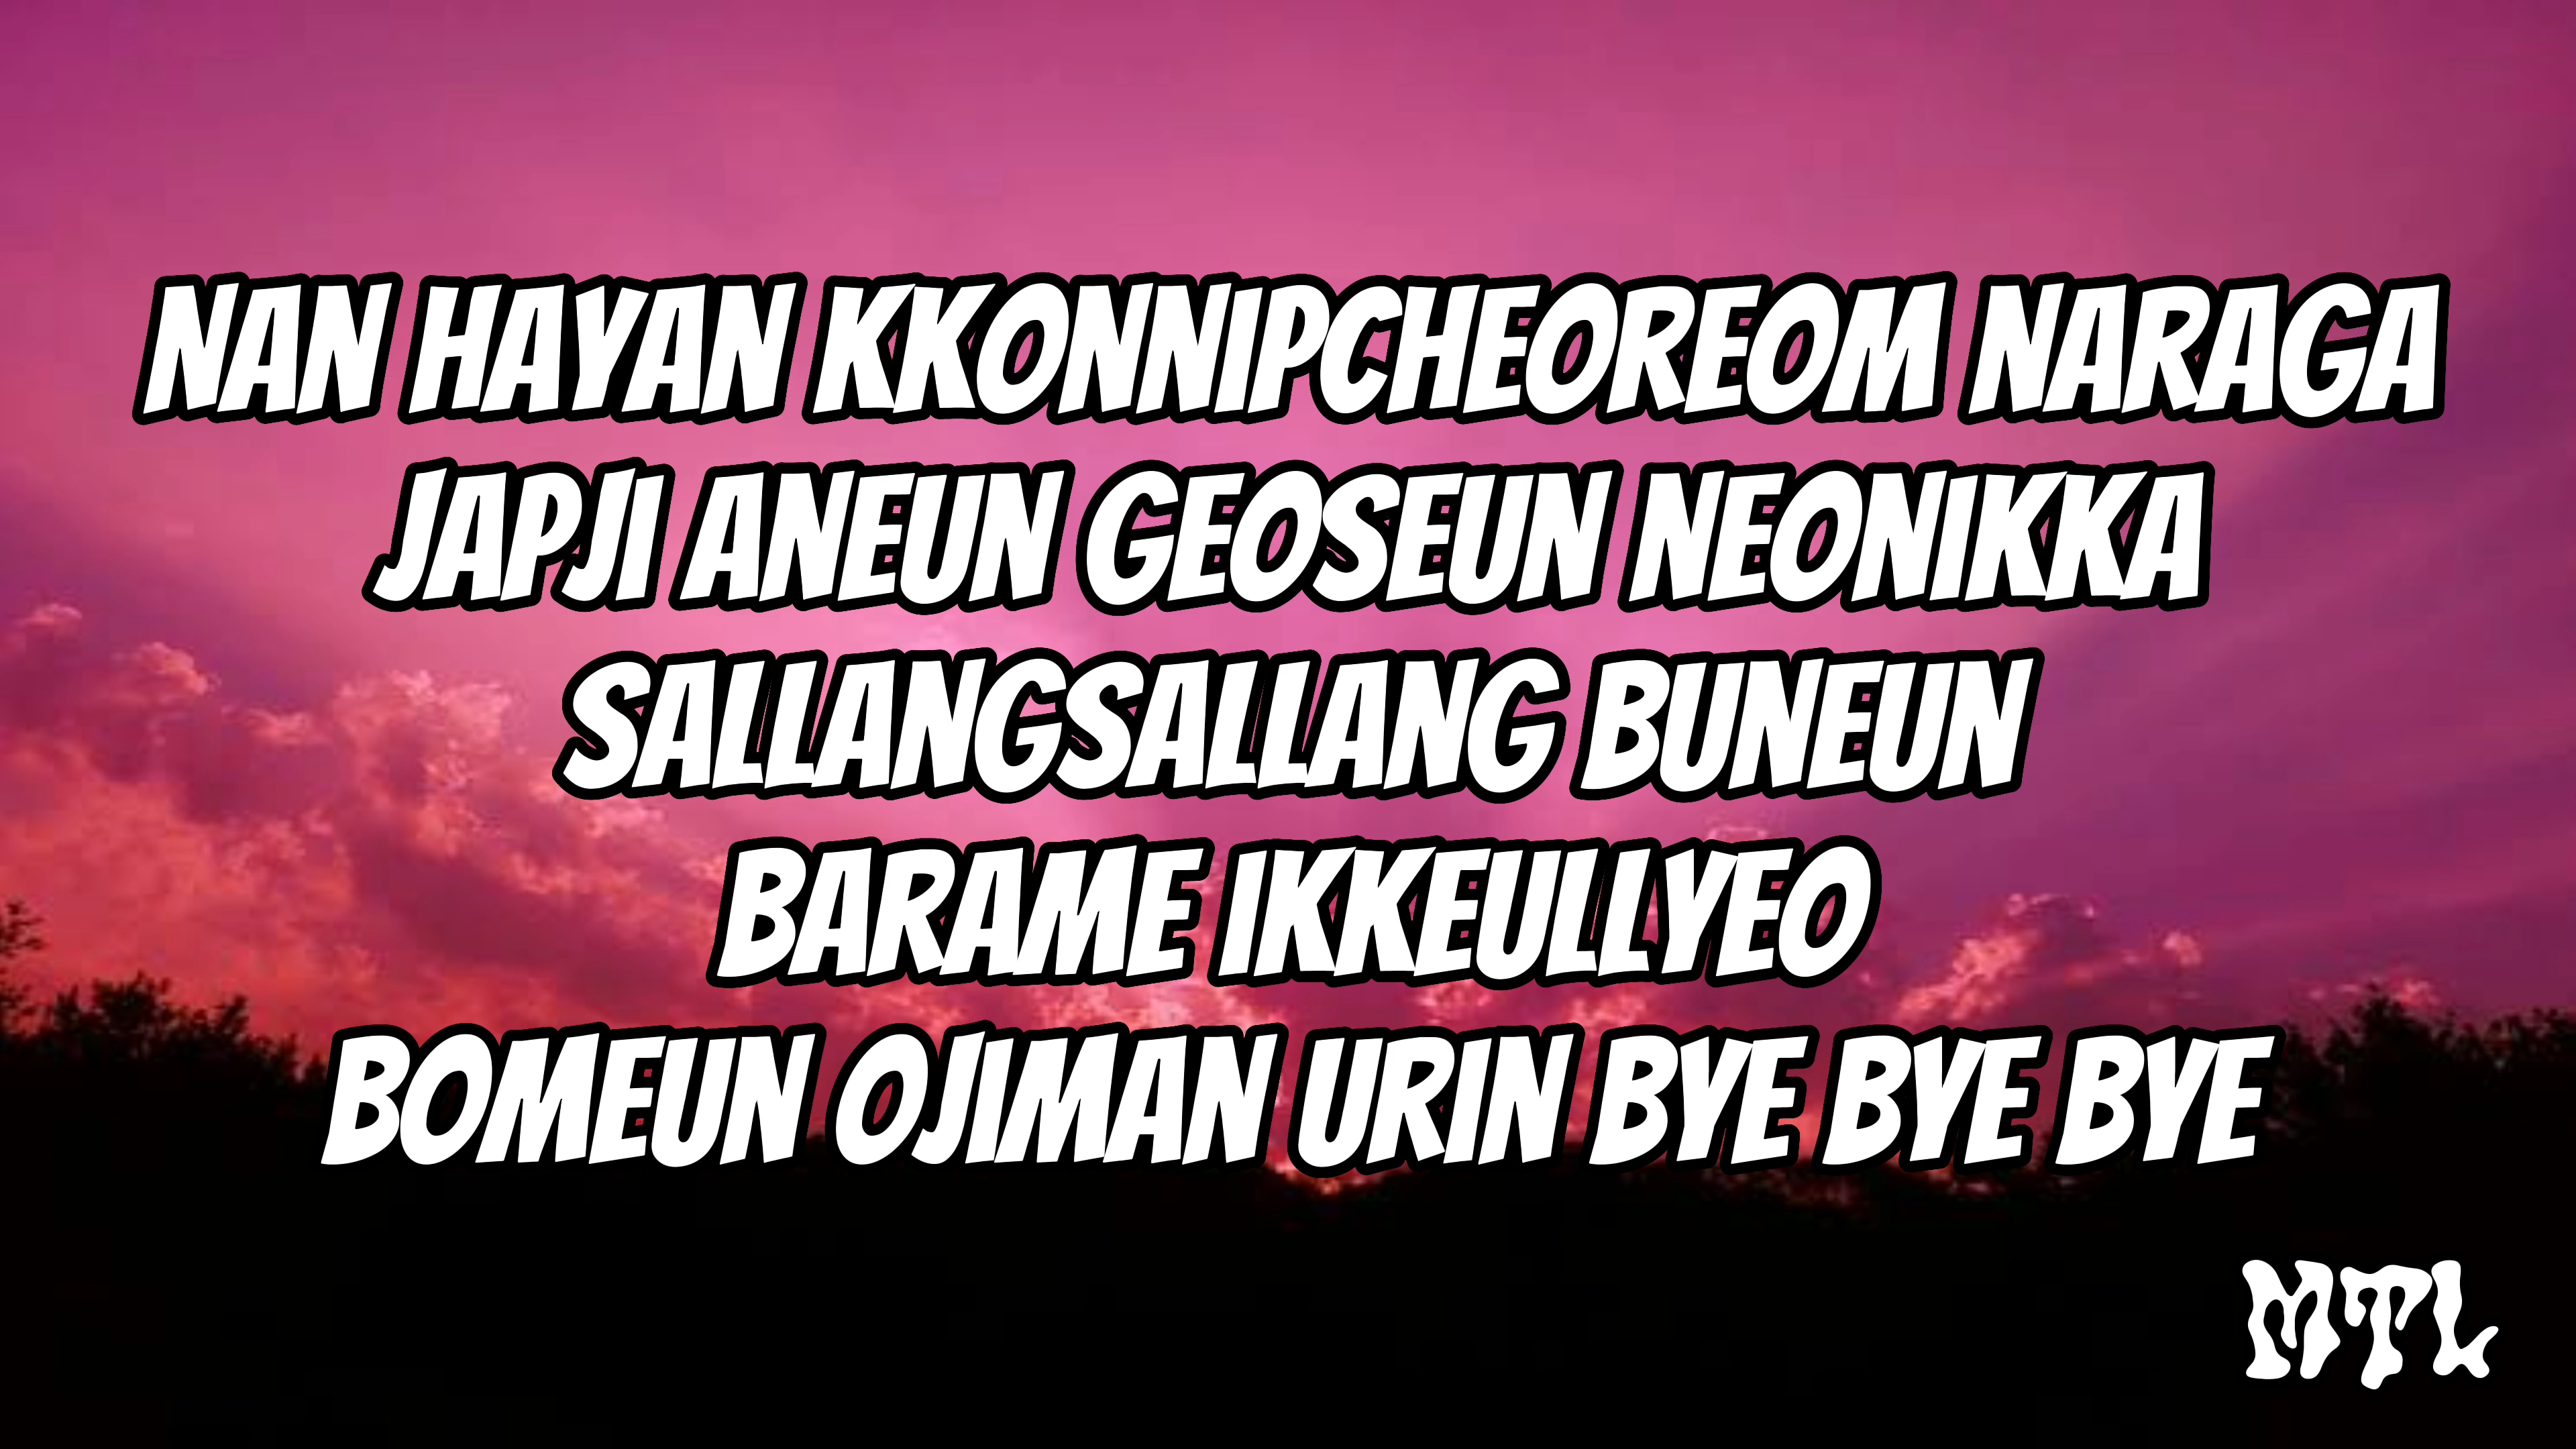 NAN HAYAN KKONNIPCHEOREOM NARAGA
JAPJI ANEUN GEOSEUN NEONIKKA
SALLANGSALLANG BUNEUN
BARAME IKKEULLYEO
BOMEUN OJIMAN URIN BYE BYE BYE
MTL